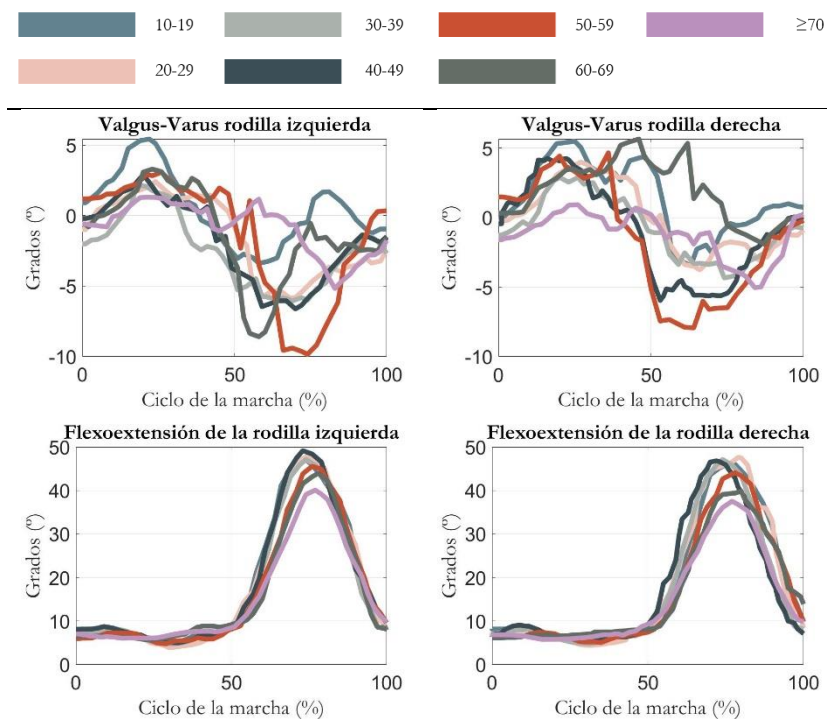 10-19 30-39 50-59 ≥70
20-29 40-49 60-69
Valgus-Varus rodilla izquierda Valgus-Varus rodilla derecha
5 5
0 0
-5 -5
-10 -10
0 50 100 0 50 100
Grados (º) Grados (º)
Ciclo de la marcha (%) Ciclo de la marcha (%)
Flexoextensión de la rodilla izquierda Flexoextensión de la rodilla derecha
50 50
40 40
30 30
20 20
10 10
0 0
0 50 100 0 50 100
Grados (º) Grados (º)
Ciclo de la marcha (%) Ciclo de la marcha (%)